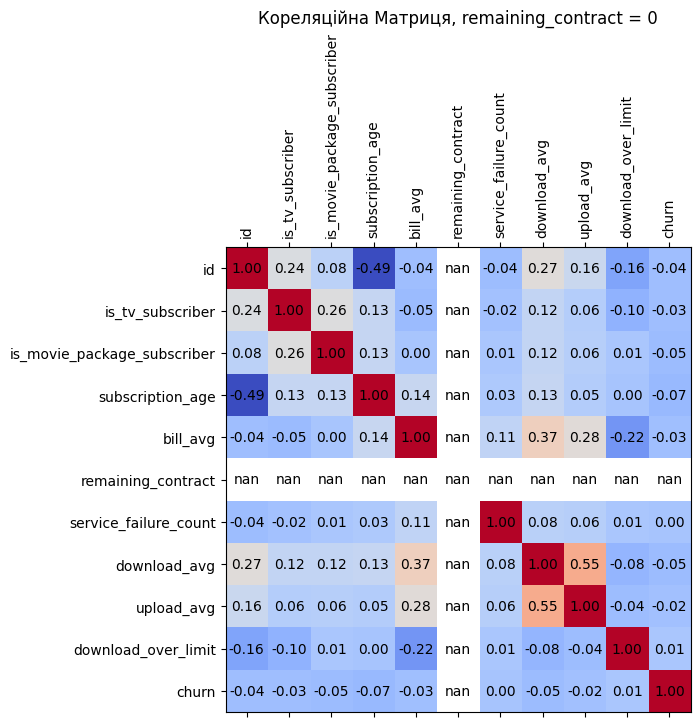 Кореляційна Матриця, remaining_contract = 0
id is_tv_subscriber is_movie_package_subscriber subscription_age bill_avg remaining_contract service_failure_count download_avg upload_avg download_over_limit churn
id 1.00 0.24 0.08 -0.49 -0.04 nan -0.04 0.27 0.16 -0.16 -0.04
is_tv_subscriber 0.24 1.00 0.26 0.13 -0.05 nan -0.02 0.12 0.06 -0.10 -0.03
is_movie_package_subscriber 0.08 0.26 1.00 0.13 0.00 nan 0.01 0.12 0.06 0.01 -0.05
subscription_age -0.49 0.13 0.13 1.00 0.14 nan 0.03 0.13 0.05 0.00 -0.07
bill_avg -0.04 -0.05 0.00 0.14 1.00 nan 0.11 0.37 0.28 -0.22 -0.03
remaining_contract nan nan nan nan nan nan nan nan nan nan nan
service_failure_count -0.04 -0.02 0.01 0.03 0.11 nan 1.00 0.08 0.06 0.01 0.00
download_avg 0.27 0.12 0.12 0.13 0.37 nan 0.08 1.00 0.55 -0.08 -0.05
upload_avg 0.16 0.06 0.06 0.05 0.28 nan 0.06 0.55 1.00 -0.04 -0.02
download_over_limit -0.16 -0.10 0.01 0.00 -0.22 nan 0.01 -0.08 -0.04 1.00 0.01
churn -0.04 -0.03 -0.05 -0.07 -0.03 nan 0.00 -0.05 -0.02 0.01 1.00